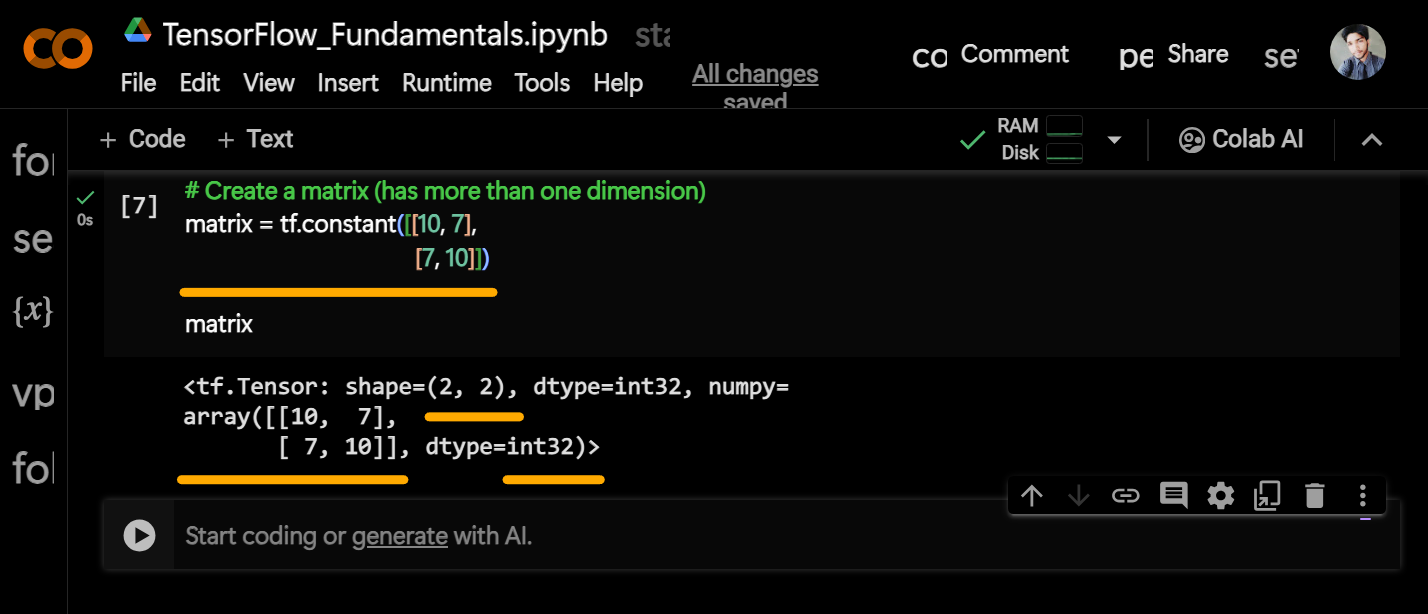 TensorFlow_Fundamentals.ipynb sta
File Edit View Insert Runtime Tools Help
All changes
saved
co Comment pe Share se
+ Code + Text
RAM
Disk
Colab AI
for
se
{x}
vp
fol
0s
[7]
# Create a matrix (has more than one dimension)
matrix = tf.constant([[10, 7],
[7, 10]])
matrix
<tf.Tensor: shape=(2, 2), dtype=int32, numpy=
array([[10,  7],
[ 7, 10]], dtype=int32)>
Start coding or generate with AI.